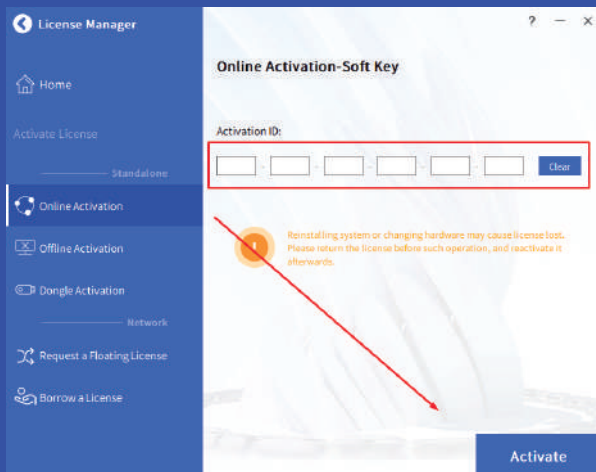 License Manager
?
Home
Activate License
Standalone
Online Activation
Offline Activation
Dongle Activation
Network
Request a Floating License
Borrow a License
Online Activation-Soft Key
Activation ID:
Clear
Reinstalling system or changing hardware may cause license lost.
Please return the license before such operation, and reactivate it
afterwards.
Activate